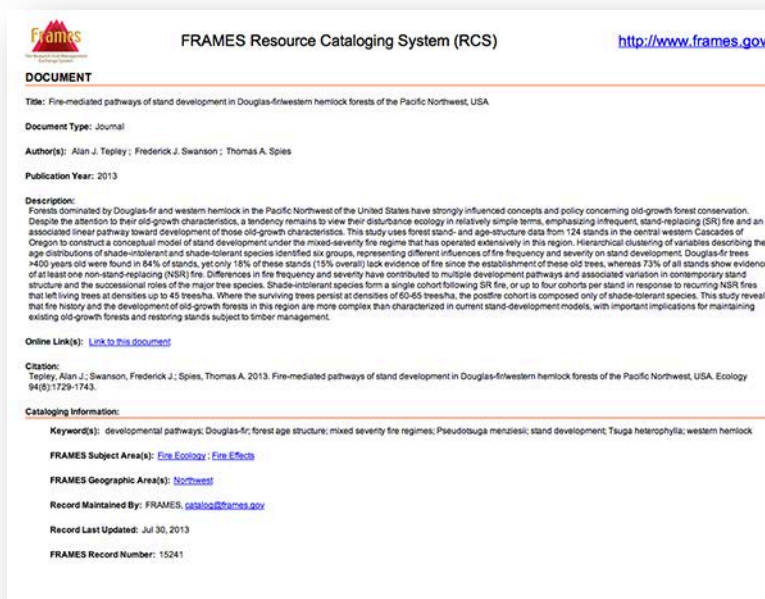 Frames
FRAMES Resource Cataloging System (RCS)
http://www.frames.gov
DOCUMENT
Title: Fire-mediated pathways of stand development in Douglas-fir/western hemlock forests of the Pacific Northwest, USA
Document Type: Journal
Author(s): Alan J. Tepley ; Frederick J. Swanson ; Thomas A. Spies
Publication Year: 2013
Description:
Forests dominated by Douglas-fir and western hemlock in the Pacific Northwest of the United States have strongly influenced concepts and policy concerning old-growth forest conservation.
Despite the attention to their old-growth characteristics, a tendency remains to view their disturbance ecology in relatively simple terms, emphasizing infrequent, stand-replacing (SR) fire and an
associated linear pathway toward development of those old-growth characteristics. This study uses forest stand- and age-structure data from 124 stands in the central western Cascades of
Oregon to construct a conceptual model of stand development under the mixed-severity fire regime that has operated extensively in this region. Hierarchical clustering of variables describing the
age distributions of shade-intolerant and shade-tolerant species identified six groups, representing different influences of fire frequency and severity on stand development. Douglas-fir trees
>400 years old were found in 84% of stands, yet only 18% of these stands (15% overall) lack evidence of fire since the establishment of these old trees, whereas 73% of all stands show evidence
of at least one non-stand-replacing (NSR) fire. Differences in fire frequency and severity have contributed to multiple development pathways and associated variation in contemporary stand
structure and the successional roles of the major tree species. Shade-intolerant species form a single cohort following SR fire, or up to four cohorts per stand in response to recurring NSR fires
that left living trees at densities up to 45 trees/ha. Where the surviving trees persist at densities of 60-65 trees/ha, the postfire cohort is composed only of shade-tolerant species. This study reveal
that fire history and the development of old-growth forests in this region are more complex than characterized in current stand-development models, with important implications for maintaining
existing old-growth forests and restoring stands subject to timber management.
Online Link(s): Link to this document
Citation:
Tepley, Alan J.; Swanson, Frederick J.; Spies, Thomas A. 2013. Fire-mediated pathways of stand development in Douglas-fir/western hemlock forests of the Pacific Northwest, USA. Ecology
94(8):1729-1743.
Cataloging Information:
Keyword(s): developmental pathways; Douglas-fir; forest age structure; mixed severity fire regimes; Pseudotsuga menziesii; stand development; Tsuga heterophylla; western hemlock
FRAMES Subject Area(s): Fire Ecology ; Fire Effects
FRAMES Geographic Area(s): Northwest
Record Maintained By: FRAMES, catalog@frames.gov
Record Last Updated: Jul 30, 2013
FRAMES Record Number: 15241